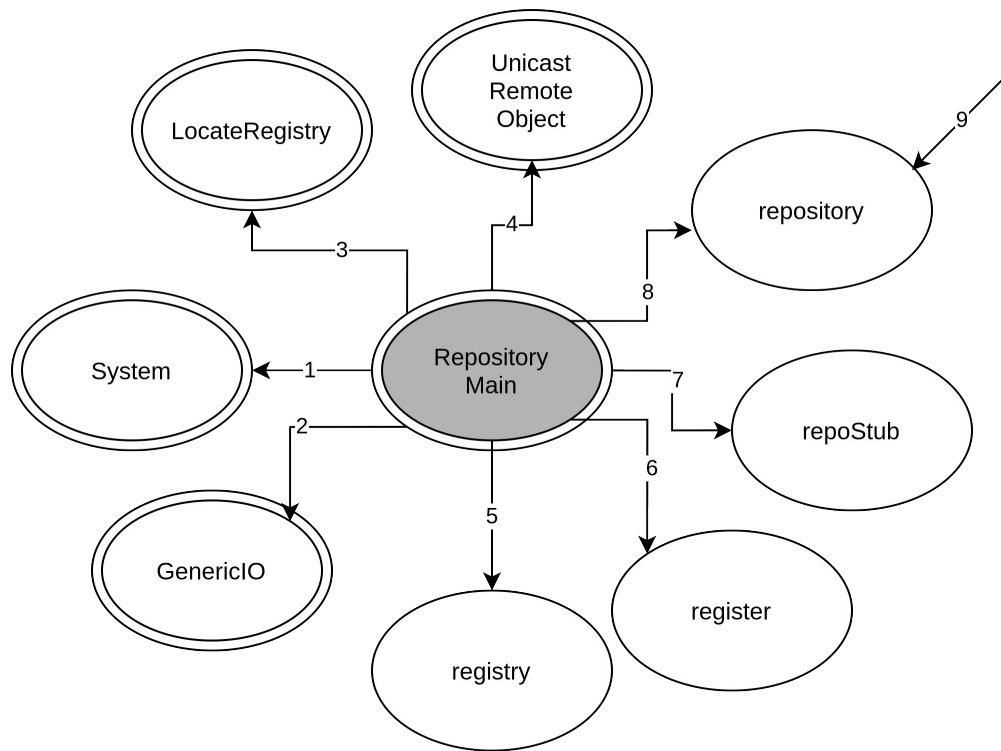 Unicast
Remote
Object
LocateRegistry
9
repository
4
3
8
Repository
Main
System
1
7
2
repoStub
6
5
GenericIO
register
registry